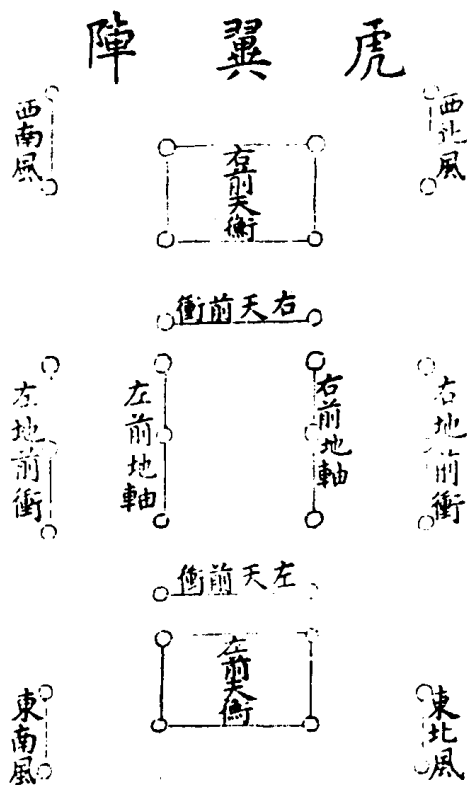 虎翼陣
西北風
西南風
右前天衡
右天前衝
右地前衝
右前地軸
左前地軸
左地前衝
左天前衝
左前天衡
東北風
東南風